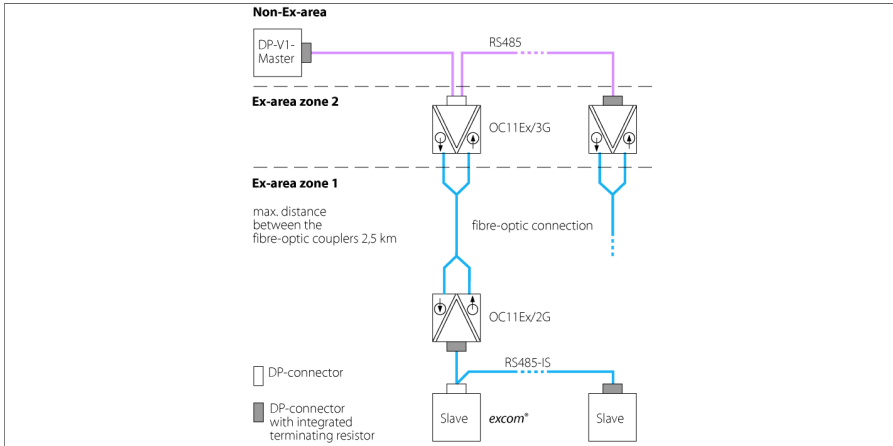 Non-Ex-area
DP-V1-
Master
RS485
Ex-area zone 2
OC11Ex/3G
Ex-area zone 1
max. distance
between the
fibre-optic couplers 2,5 km
fibre-optic connection
OC11Ex/2G
RS485-IS
DP-connector
DP-connector
with integrated
terminating resistor
Slave
excom®
Slave